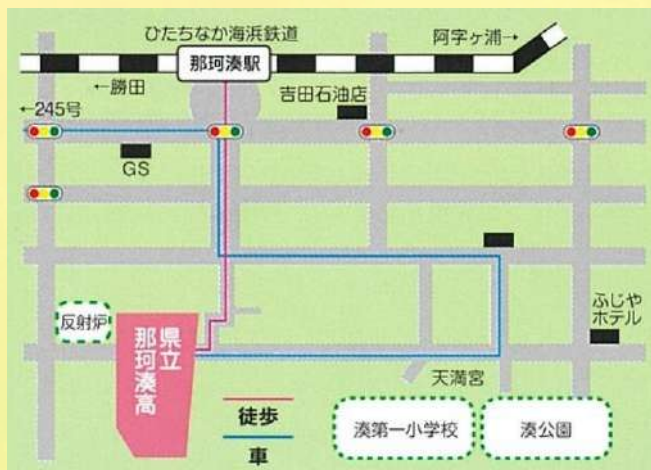 ひたちなか海浜鉄道
阿字ヶ浦→
那珂湊駅
←勝田
吉田石油店
←245号
GS
ふじや
ホテル
反射炉
県立
那珂湊高
天満宮
徒歩
車
湊第一小学校
湊公園